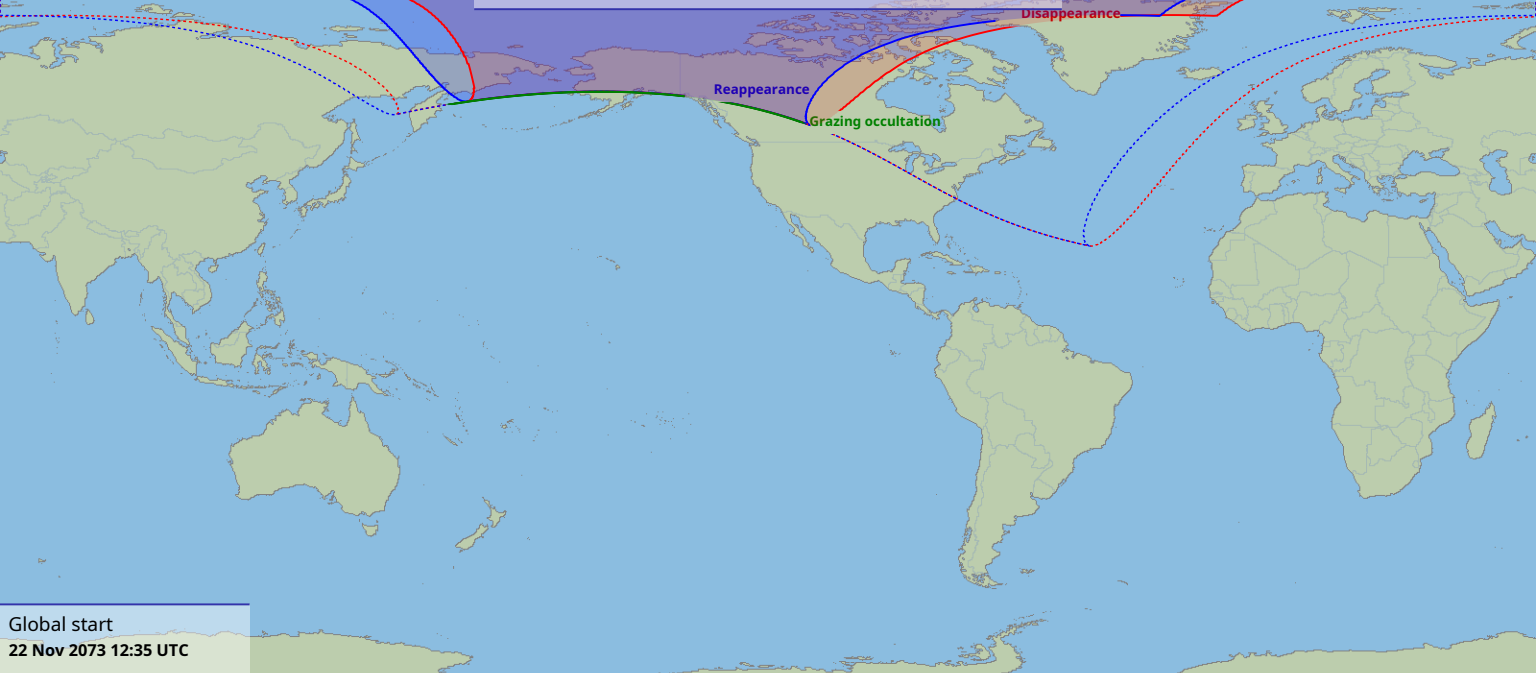 Disappearance
Reappearance
Grazing occultation
Global start
22 Nov 2073 12:35 UTC